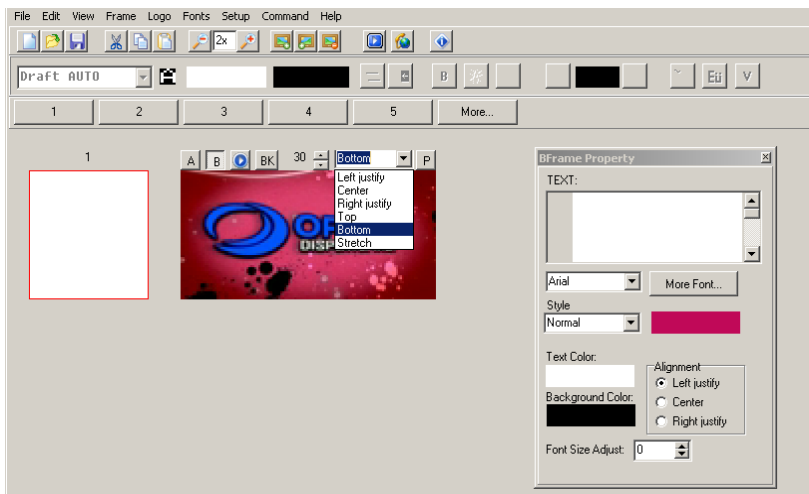 File Edit View Frame Logo Fonts Setup Command Help
2x
Draft AUTO B Eü V
1 2 3 4 5 More...
1 A B BK 30 Bottom P
Left justify
Center
Right justify
Top
Bottom
Stretch
BFrame Property
TEXT:
Arial More Font...
Style
Normal
Text Color:
Background Color:
Alignment
Left justify
Center
Right justify
Font Size Adjust: 0